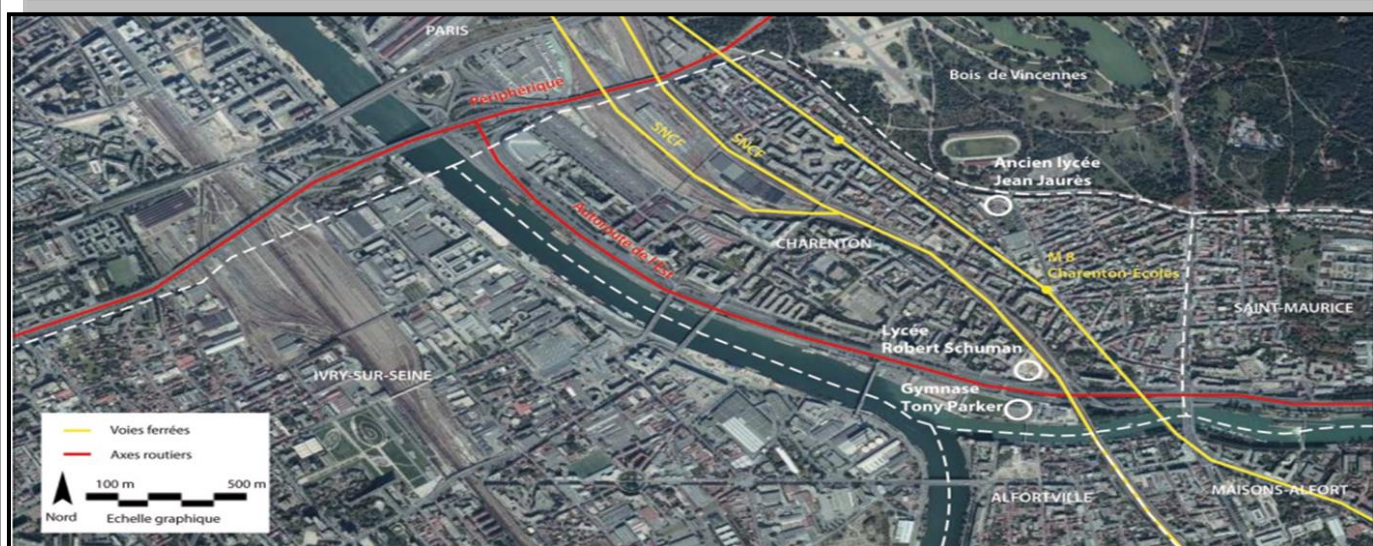 PARIS
Périphérique
Bois de Vincennes
SNCF
SNCF
Ancien lycée
Jean Jaurès
Autoroute de l'Est
CHARENTON
M 8
Charenton-Ecoles
SAINT-MAURICE
Lycée
Robert Schuman
IVRY-SUR-SEINE
Gymnase
Tony Parker
Voies ferrées
Axes routiers
100 m 500 m
Nord
Echelle graphique
ALFORTVILLE
MAISONS-ALFORT